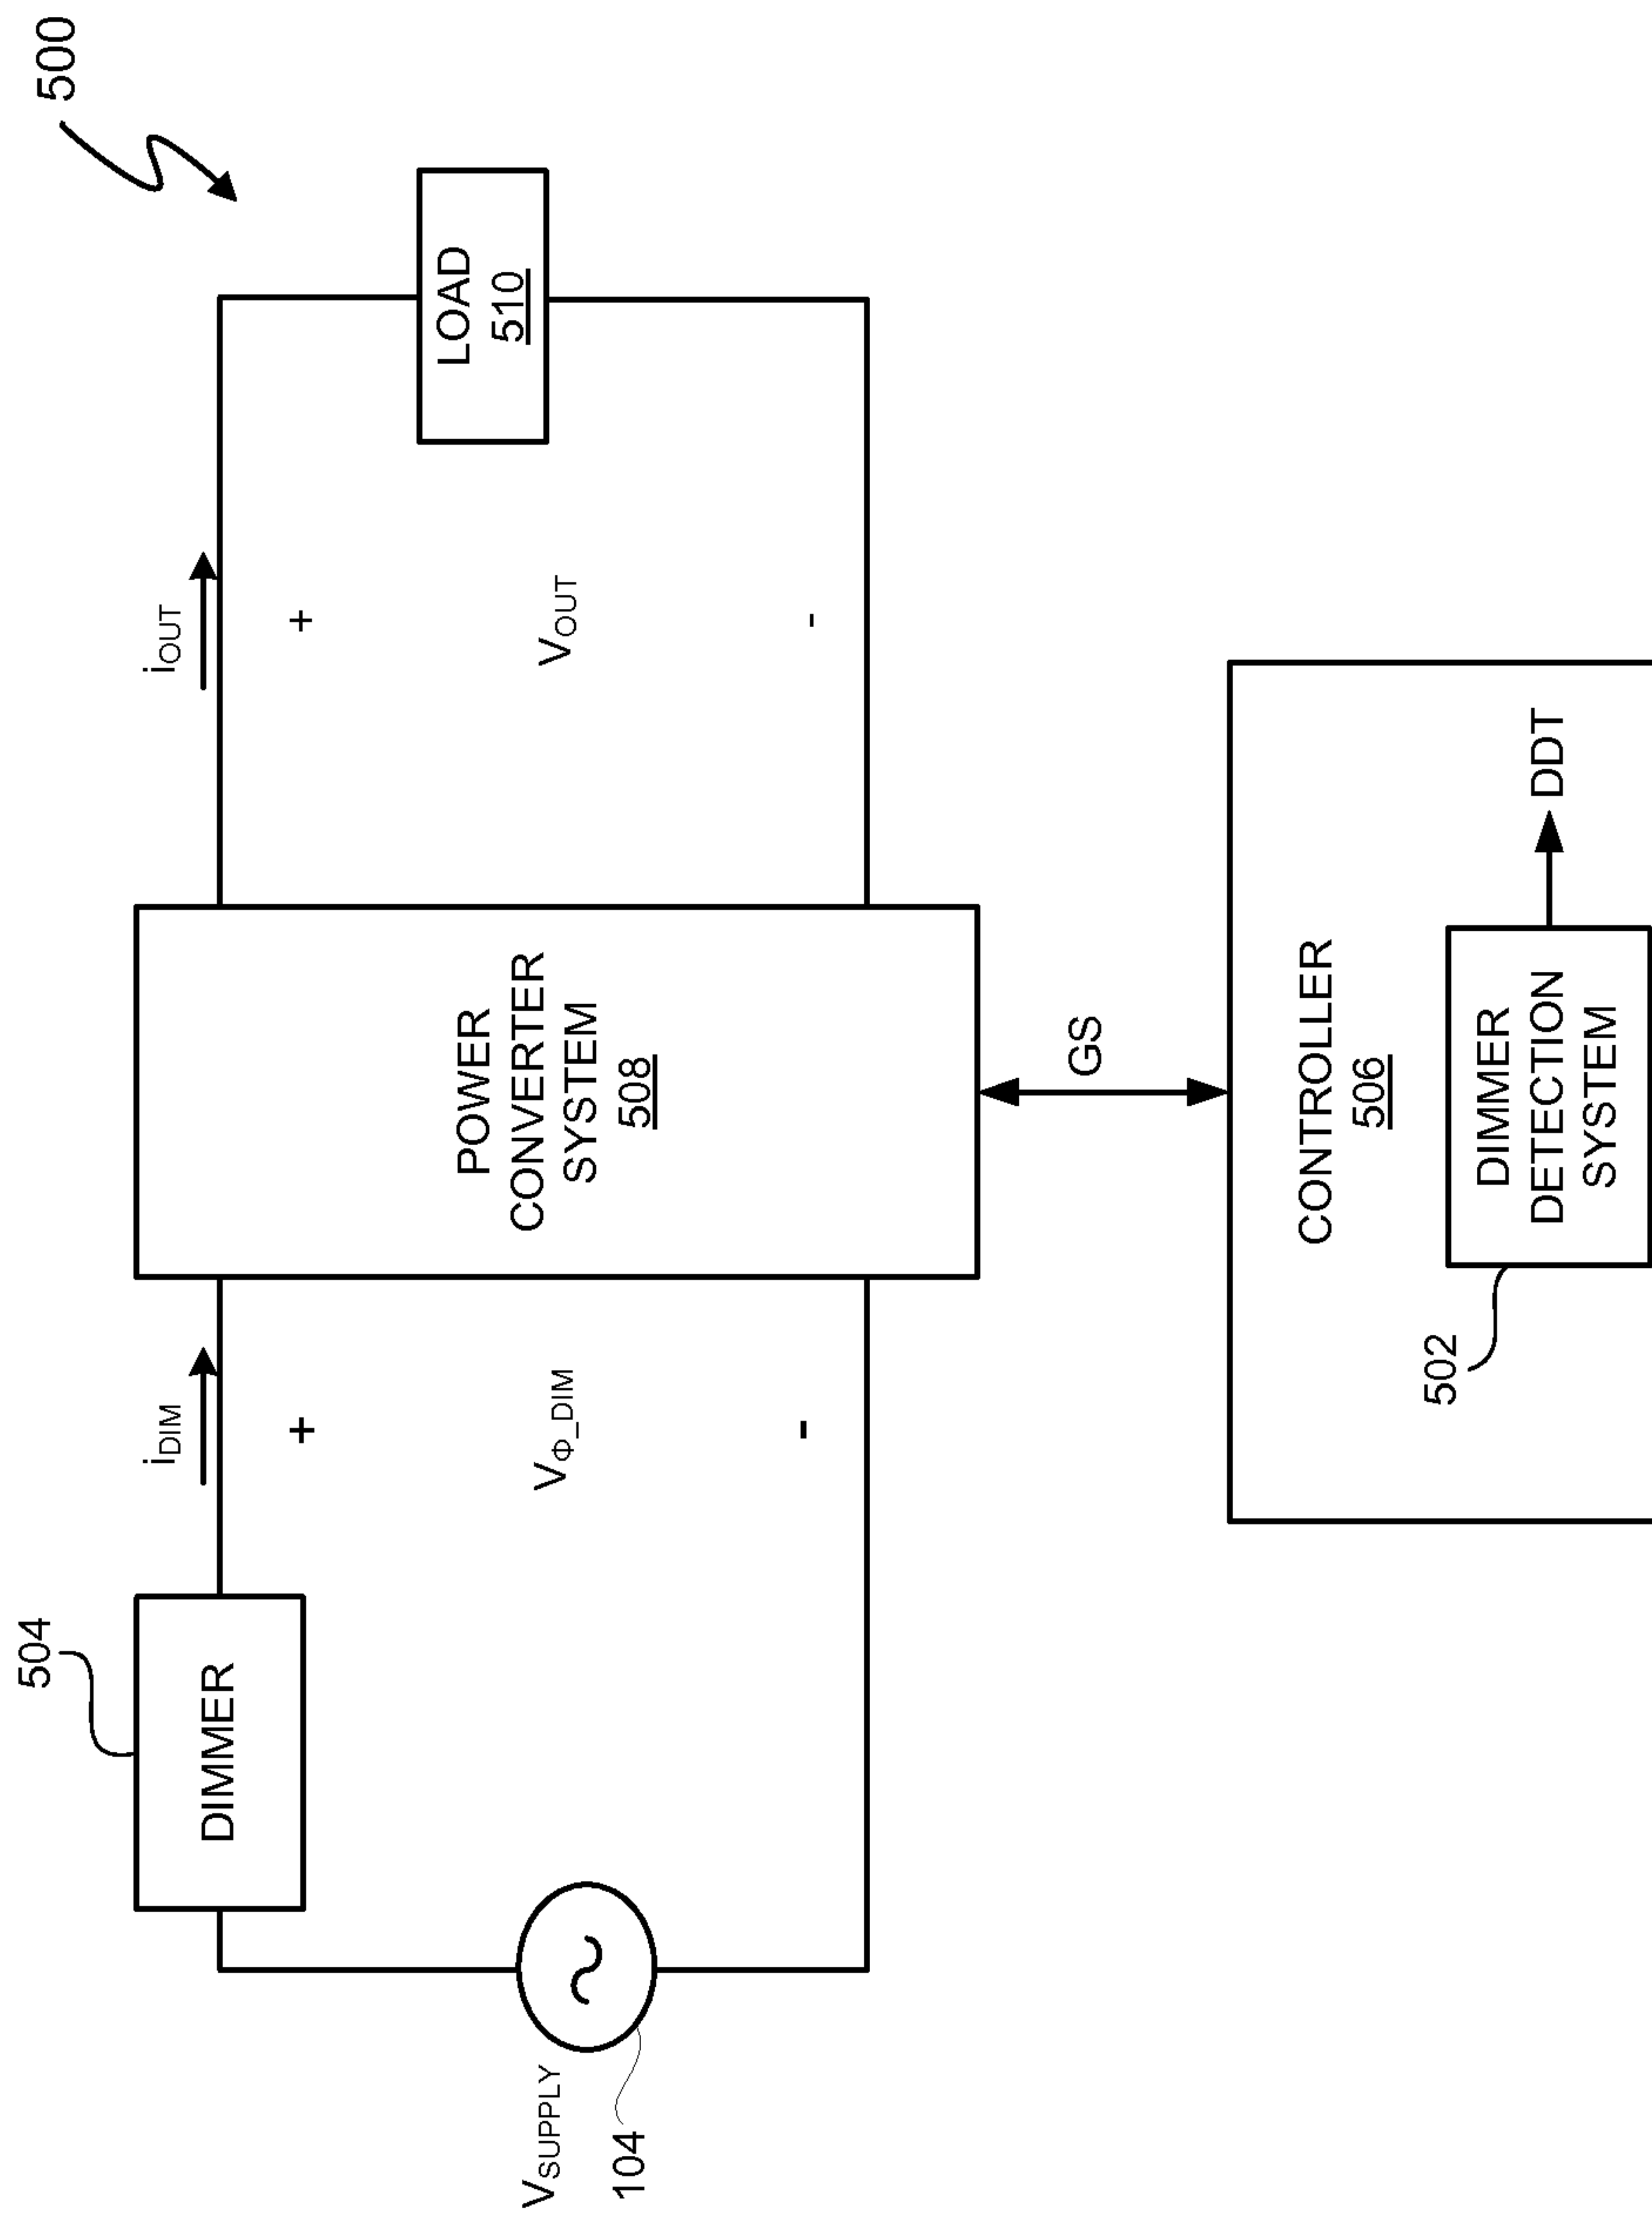 500
504
DIMMER
iDIM
+
VΦ_DIM
-
VSUPPLY
104
POWER
CONVERTER
SYSTEM
508
iOUT
+
VOUT
-
LOAD
510
GS
CONTROLLER
506
502
DIMMER
DETECTION
SYSTEM
DDT